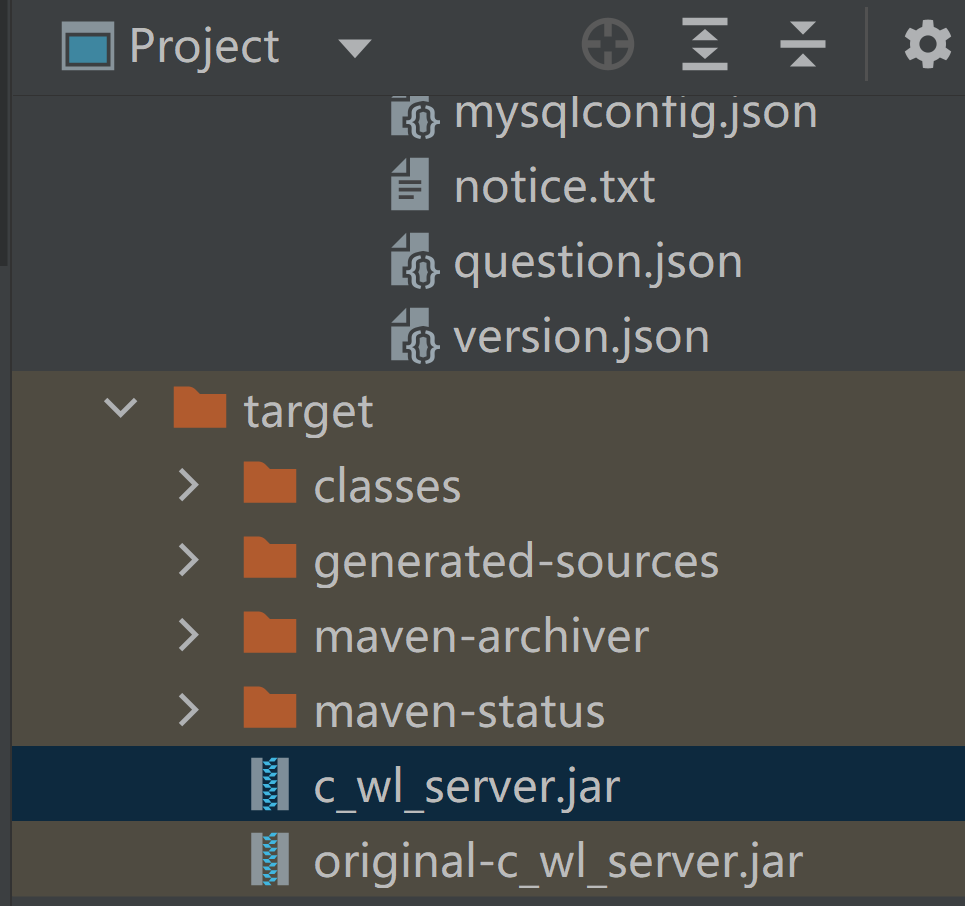 Project
mysqlconfig.json
notice.txt
question.json
version.json
target
classes
generated-sources
maven-archiver
maven-status
c_wl_server.jar
original-c_wl_server.jar